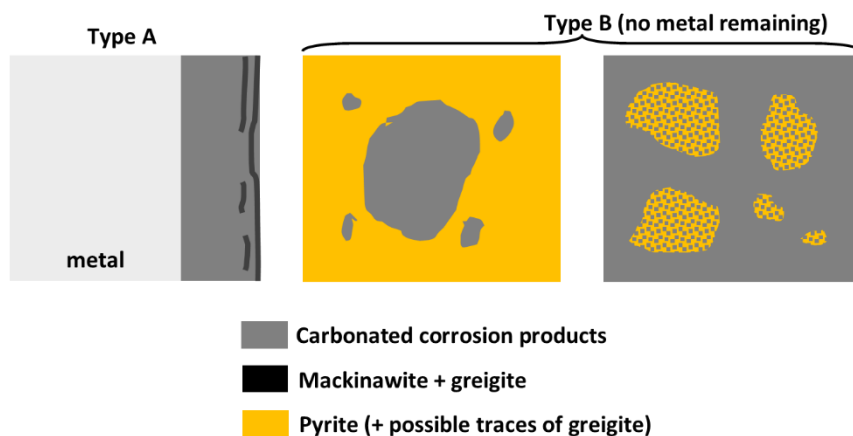 Type B (no metal remaining)
Type A
metal
Carbonated corrosion products
Mackinawite + greigite
Pyrite (+ possible traces of greigite)